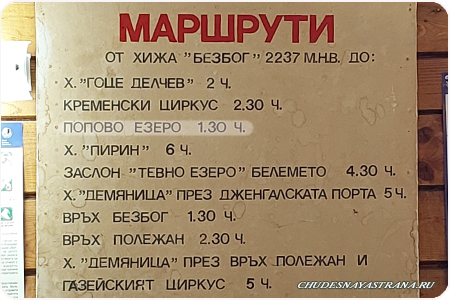 МАРШРУТИ
ОТ ХИЖА "БЕЗБОГ" 2237 М.Н.В. ДО:
Х. "ГОЦЕ ДЕЛЧЕВ" 2 Ч.
КРЕМЕНСКИ ЦИРКУС 2.30 Ч.
ПОПОВО ЕЗЕРО 1.30 Ч.
Х. "ПИРИН" 6 Ч.
ЗАСЛОН "ТЕВНО ЕЗЕРО" БЕЛЕМЕТО 4.30 Ч.
Х. "ДЕМЯНИЦА" ПРЕЗ ДЖЕНГАЛСКАТА ПОРТА 5 Ч.
ВРЪХ БЕЗБОГ 1.30 Ч.
ВРЪХ ПОЛЕЖАН 2.30 Ч.
Х. "ДЕМЯНИЦА" ПРЕЗ ВРЪХ ПОЛЕЖАН И
ГАЗЕЙСКИЯТ ЦИРКУС 5 Ч.
CHUDESNAYASTRANA.RU